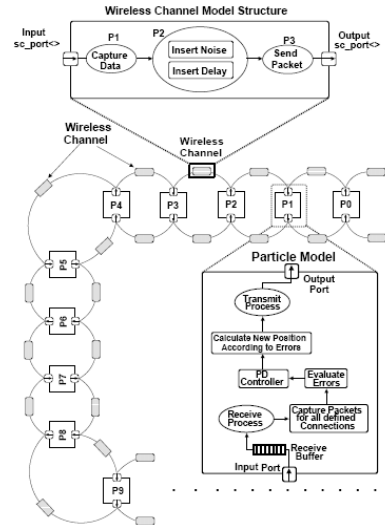 Wireless Channel Model Structure
Input
sc_port<>
P1
Capture
Data
P2
Insert Noise
Insert Delay
P3
Send
Packet
Output
sc_port<>
Wireless
Channel
Wireless
Channel
P4
P3
P2
P1
P0
P5
P6
P7
P8
P9
Particle Model
Output
Port
Transmit
Process
Calculate New Position
According to Errors
PD
Controller
Evaluate
Errors
Receive
Process
Capture Packets
for all defined
Connections
Receive
Buffer
Input Port